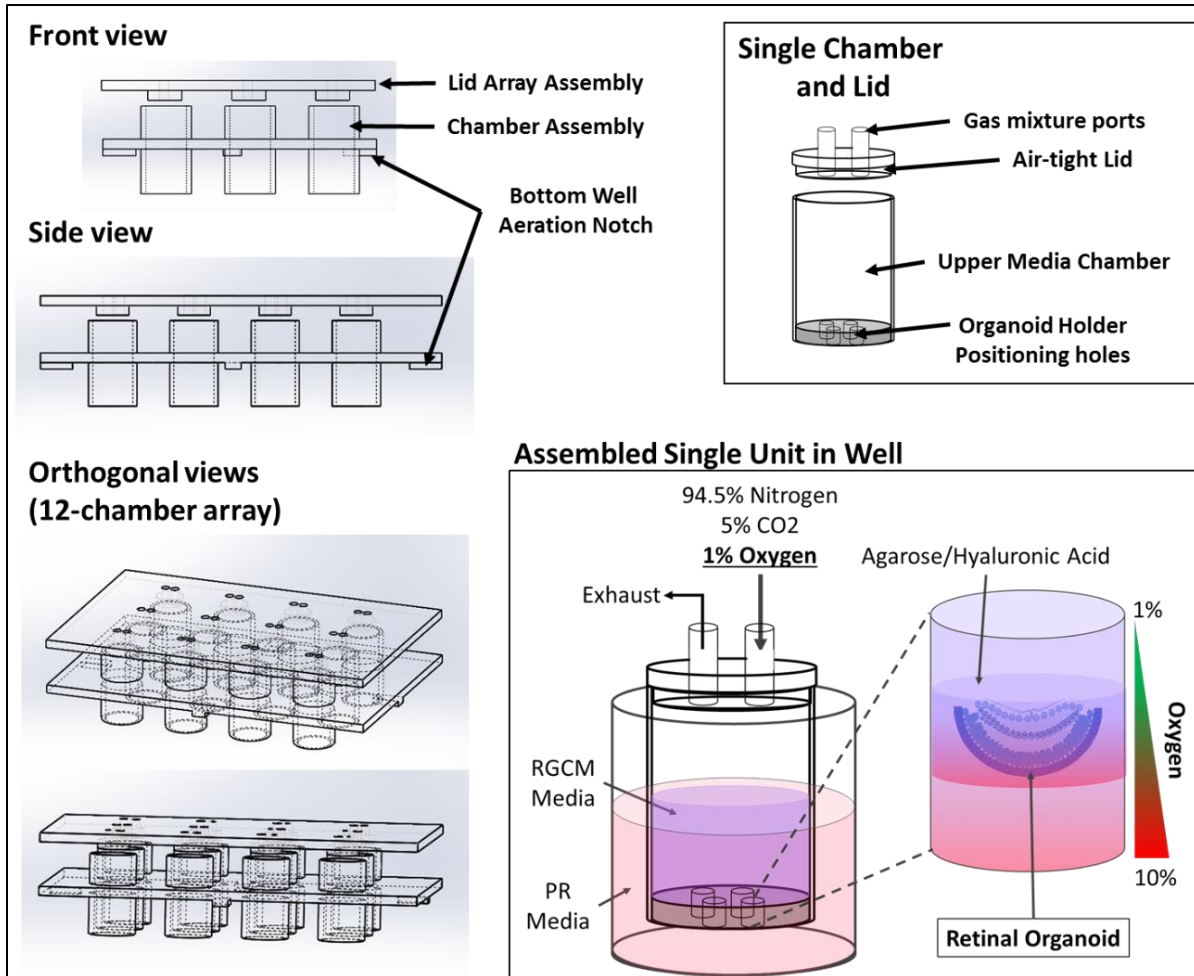 Front view
Lid Array Assembly
Chamber Assembly
Bottom Well
Aeration Notch
Side view
Single Chamber
and Lid
Gas mixture ports
Air-tight Lid
Upper Media Chamber
Organoid Holder
Positioning holes
Orthogonal views
(12-chamber array)
Assembled Single Unit in Well
94.5% Nitrogen
5% CO2
1% Oxygen
Exhaust
Agarose/Hyaluronic Acid
1%
Oxygen
10%
RGCM
Media
PR
Media
Retinal Organoid